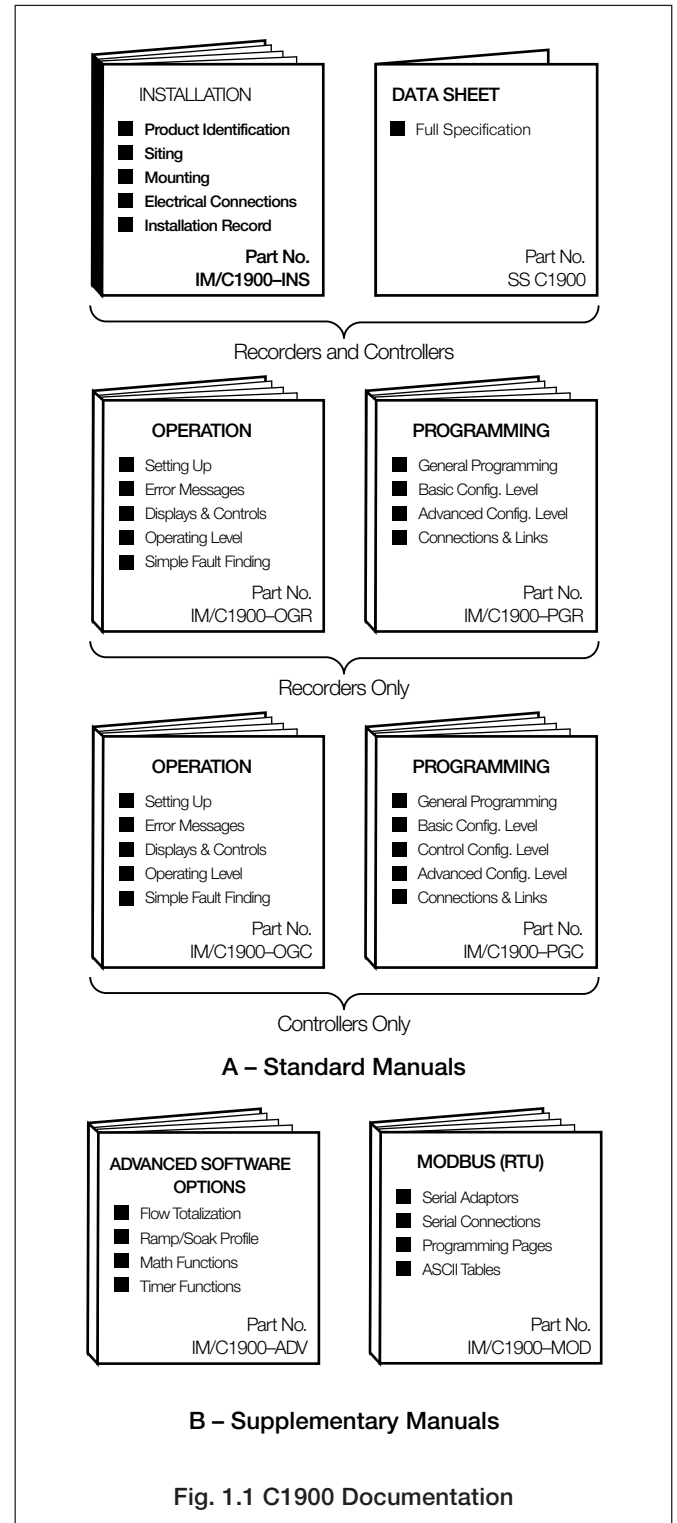 INSTALLATION
Product Identification
Siting
Mounting
Electrical Connections
Installation Record
Part No.
IM/C1900–INS
DATA SHEET
Full Specification
Part No.
SS C1900
Recorders and Controllers
OPERATION
Setting Up
Error Messages
Displays & Controls
Operating Level
Simple Fault Finding
Part No.
IM/C1900–OGR
PROGRAMMING
General Programming
Basic Config. Level
Advanced Config. Level
Connections & Links
Part No.
IM/C1900–PGR
Recorders Only
OPERATION
Setting Up
Error Messages
Displays & Controls
Operating Level
Simple Fault Finding
Part No.
IM/C1900–OGC
PROGRAMMING
General Programming
Basic Config. Level
Control Config. Level
Advanced Config. Level
Connections & Links
Part No.
IM/C1900–PGC
Controllers Only
A – Standard Manuals
ADVANCED SOFTWARE
OPTIONS
Flow Totalization
Ramp/Soak Profile
Math Functions
Timer Functions
Part No.
IM/C1900–ADV
MODBUS (RTU)
Serial Adaptors
Serial Connections
Programming Pages
ASCII Tables
Part No.
IM/C1900–MOD
B – Supplementary Manuals
Fig. 1.1 C1900 Documentation